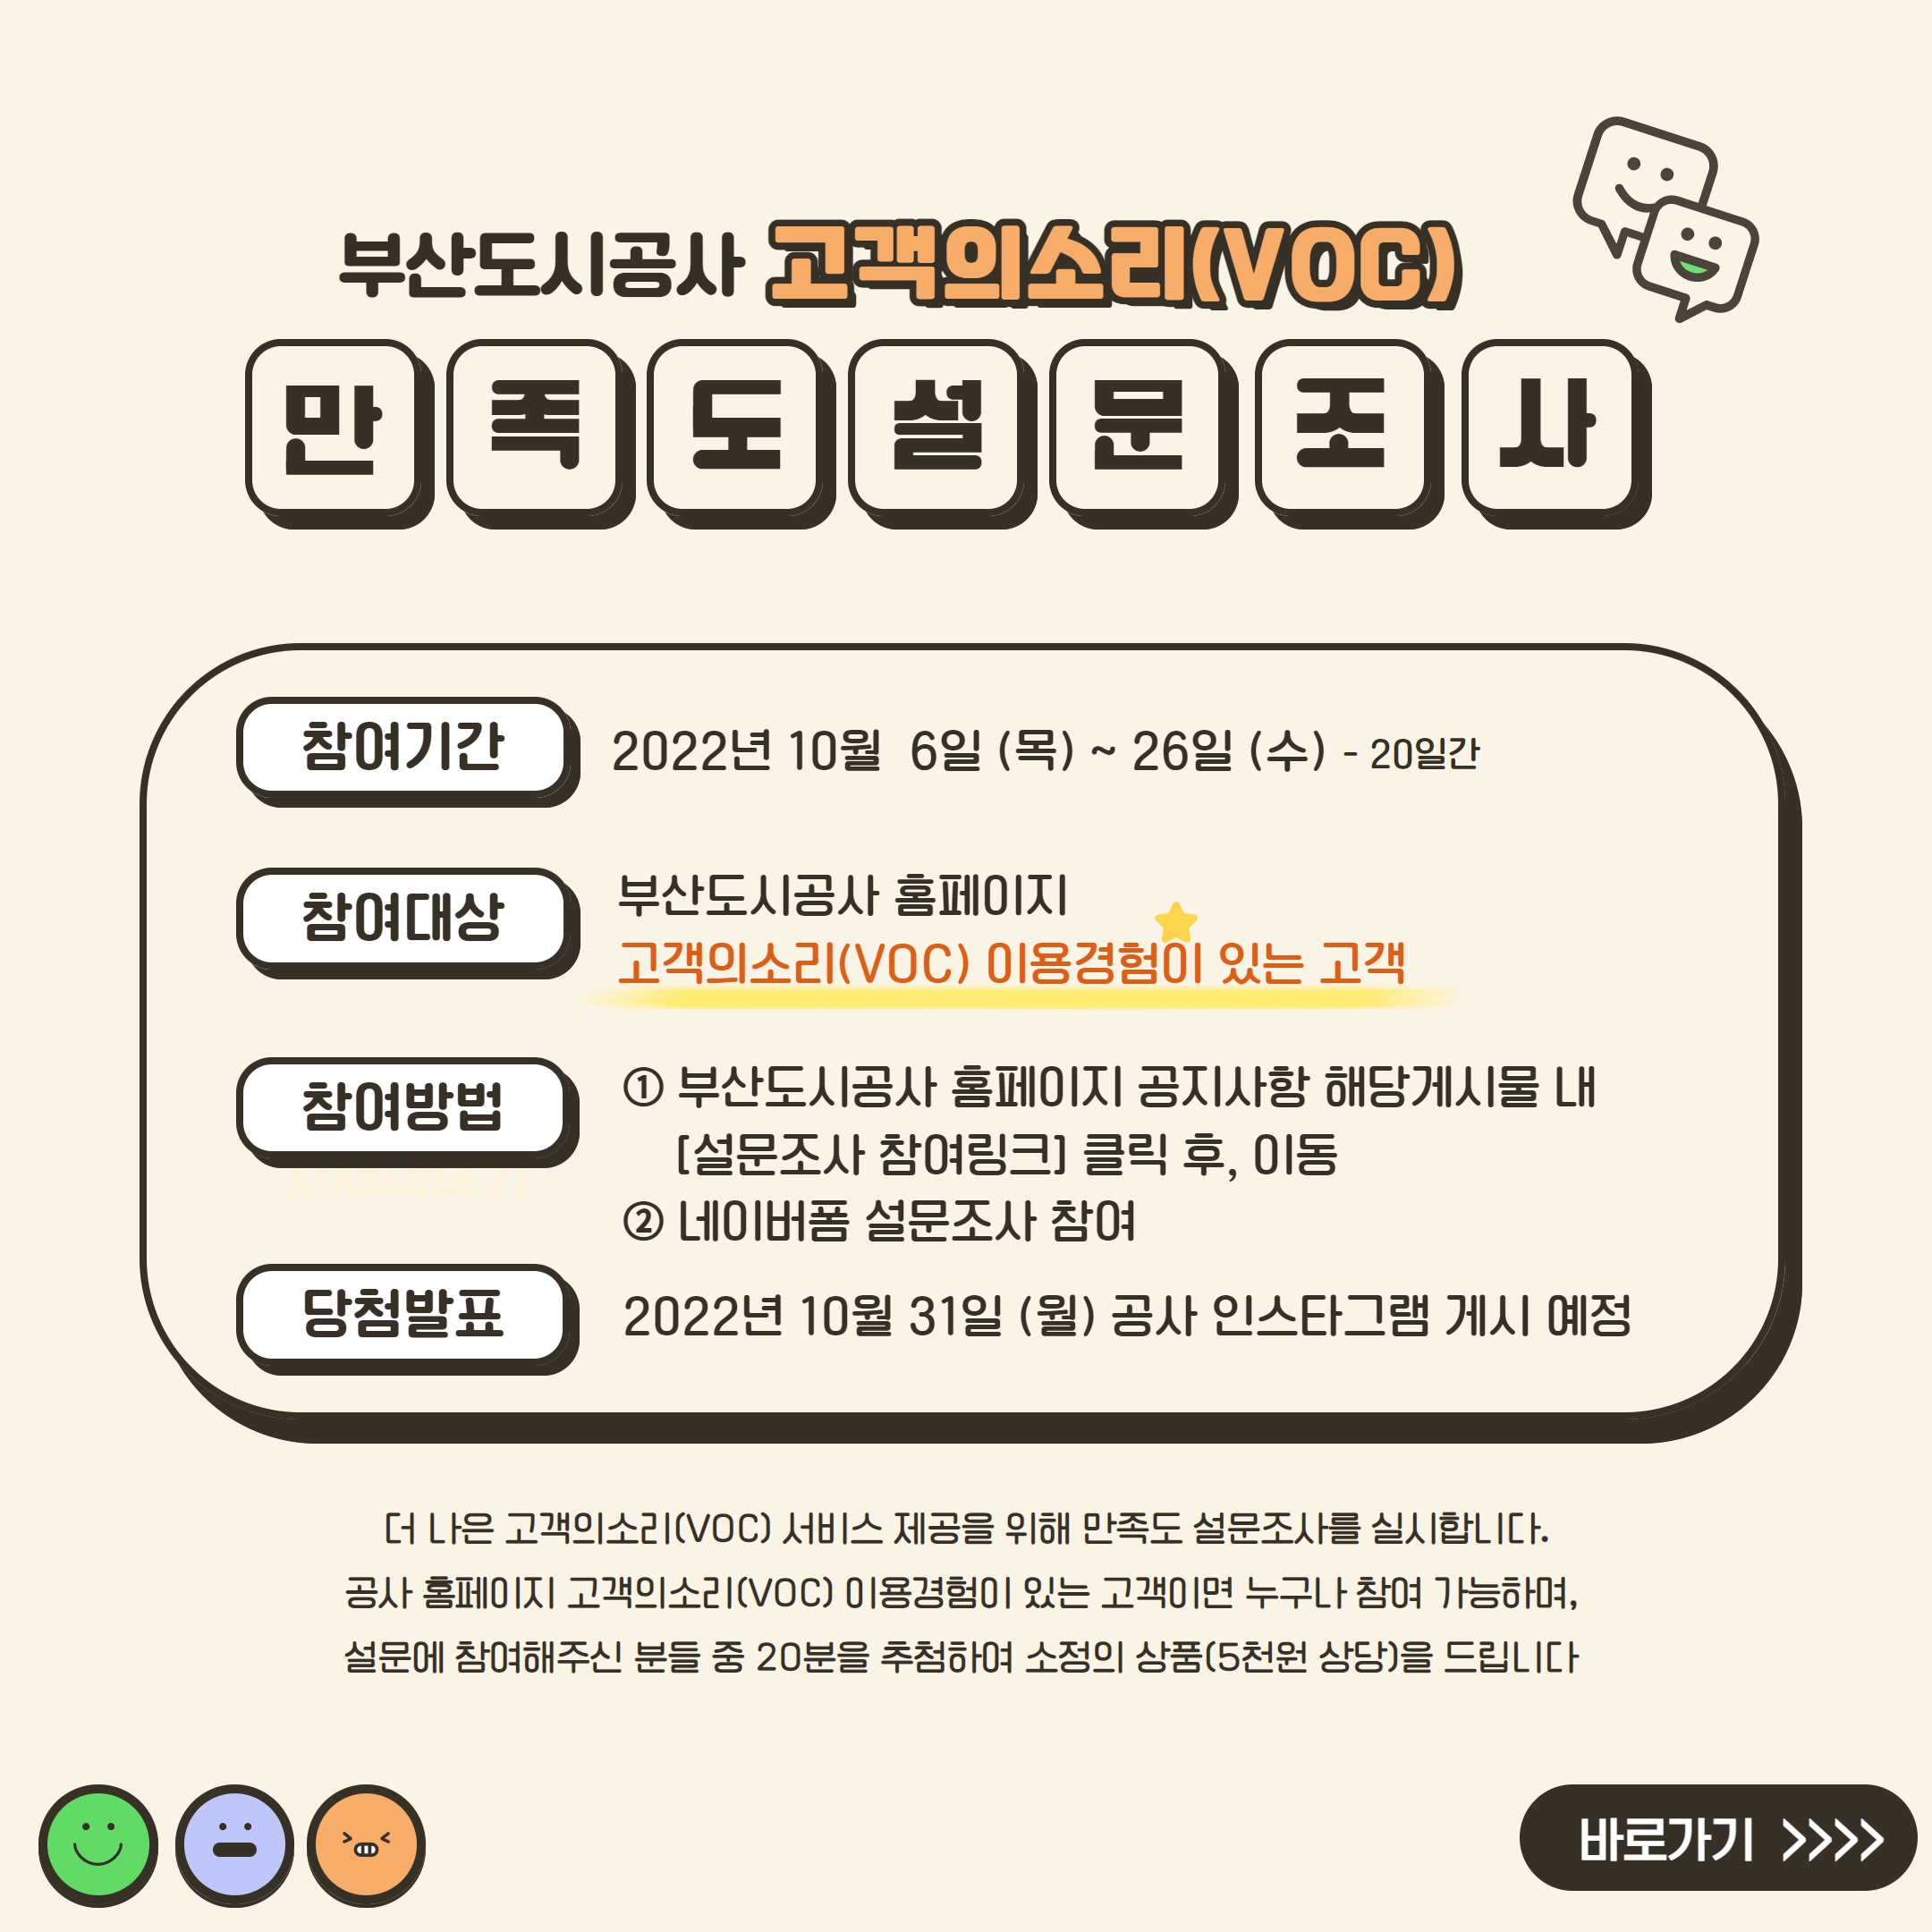 부산도시공사 고객의소리(VOC)
만족도설문조사
참여기간
2022년 10월 6일 (목) ~ 26일 (수) - 20일간
참여대상
부산도시공사 홈페이지
고객의소리(VOC) 이용경험이 있는 고객
참여방법
① 부산도시공사 홈페이지 공지사항 해당게시물 내
[설문조사 참여링크] 클릭 후, 이동
② 네이버폼 설문조사 참여
당첨발표
2022년 10월 31일 (월) 공사 인스타그램 게시 예정
더 나은 고객의소리(VOC) 서비스 제공을 위해 만족도 설문조사를 실시합니다.
공사 홈페이지 고객의소리(VOC) 이용경험이 있는 고객이면 누구나 참여 가능하며,
설문에 참여해주신 분들 중 20분을 추첨하여 소정의 상품(5천원 상당)을 드립니다
바로가기 >>>>